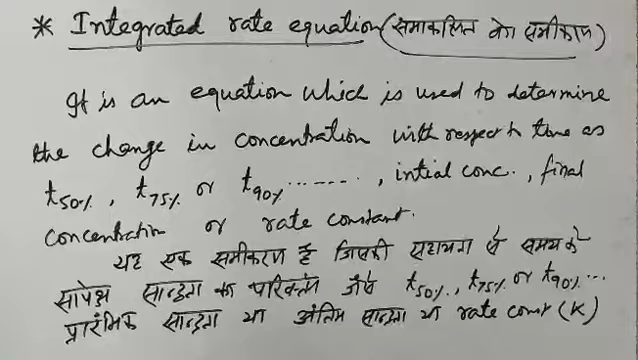 * Integrated rate equation (समाकलित वेग समीकरण)
It is an equation which is used to determine
the change in concentration with respect to time as
t50%, t75% or t90% ........, intial conc., final
concentration or rate constant.
यह एक समीकरण है जिसकी सहायता से समय के
सापेक्ष सान्द्रता का परिवर्तन जैसे t50%, t75% or t90%...
प्रारंभिक सान्द्रता या अंतिम सान्द्रता या rate const (K)